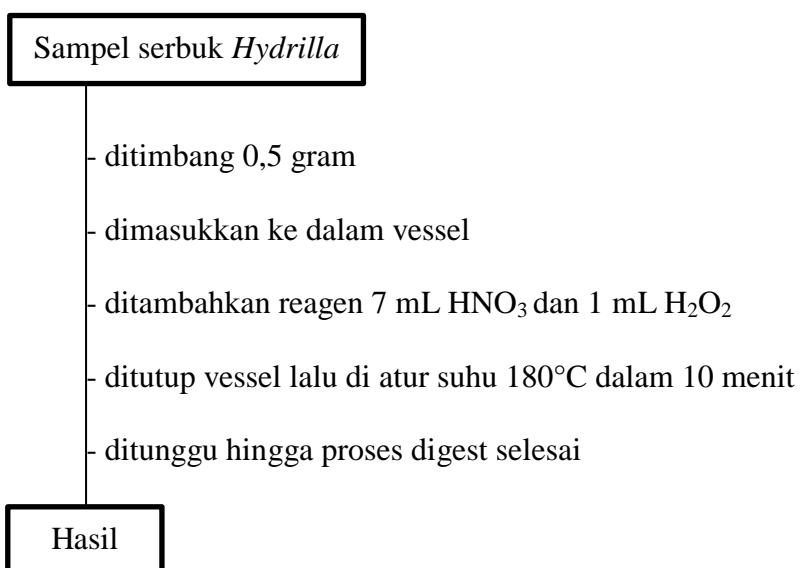 Sampel serbuk Hydrilla
- ditimbang 0,5 gram
- dimasukkan ke dalam vessel
- ditambahkan reagen 7 mL HNO₃ dan 1 mL H₂O₂
- ditutup vessel lalu di atur suhu 180°C dalam 10 menit
- ditunggu hingga proses digest selesai
Hasil